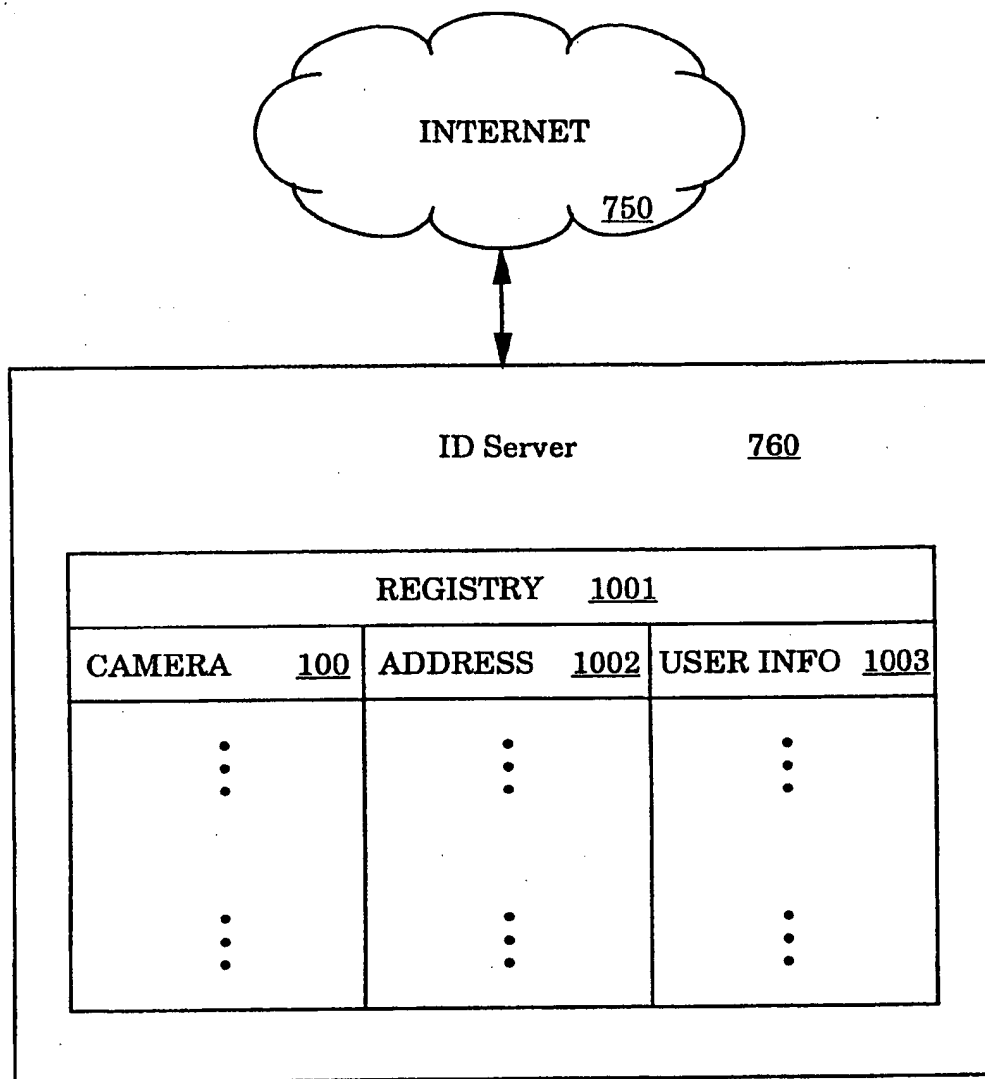 INTERNET
750
ID Server 760
REGISTRY 1001
CAMERA 100 ADDRESS 1002 USER INFO 1003